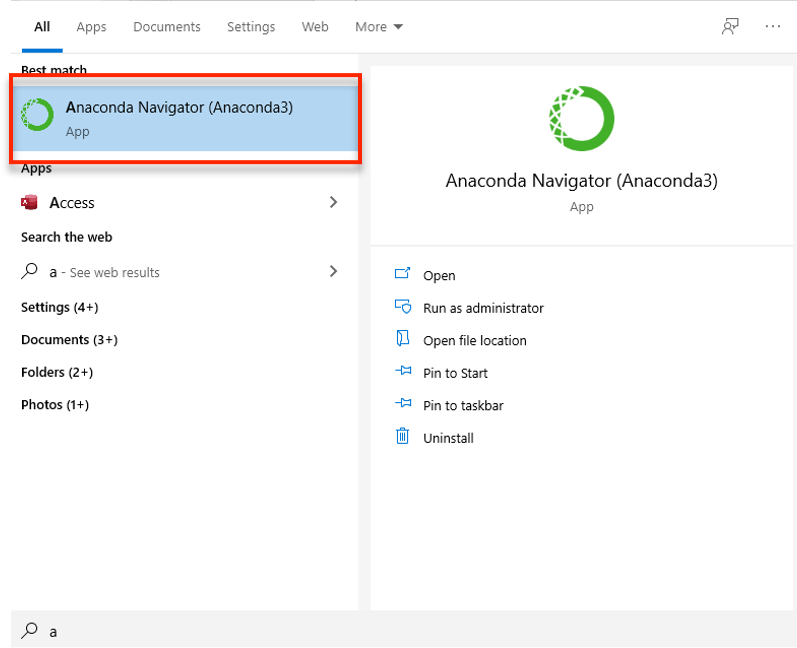 All Apps Documents Settings Web More
Best match
Anaconda Navigator (Anaconda3)
App
Apps
Access
Search the web
a - See web results
Settings (4+)
Documents (3+)
Folders (2+)
Photos (1+)
Anaconda Navigator (Anaconda3)
App
Open
Run as administrator
Open file location
Pin to Start
Pin to taskbar
Uninstall
a